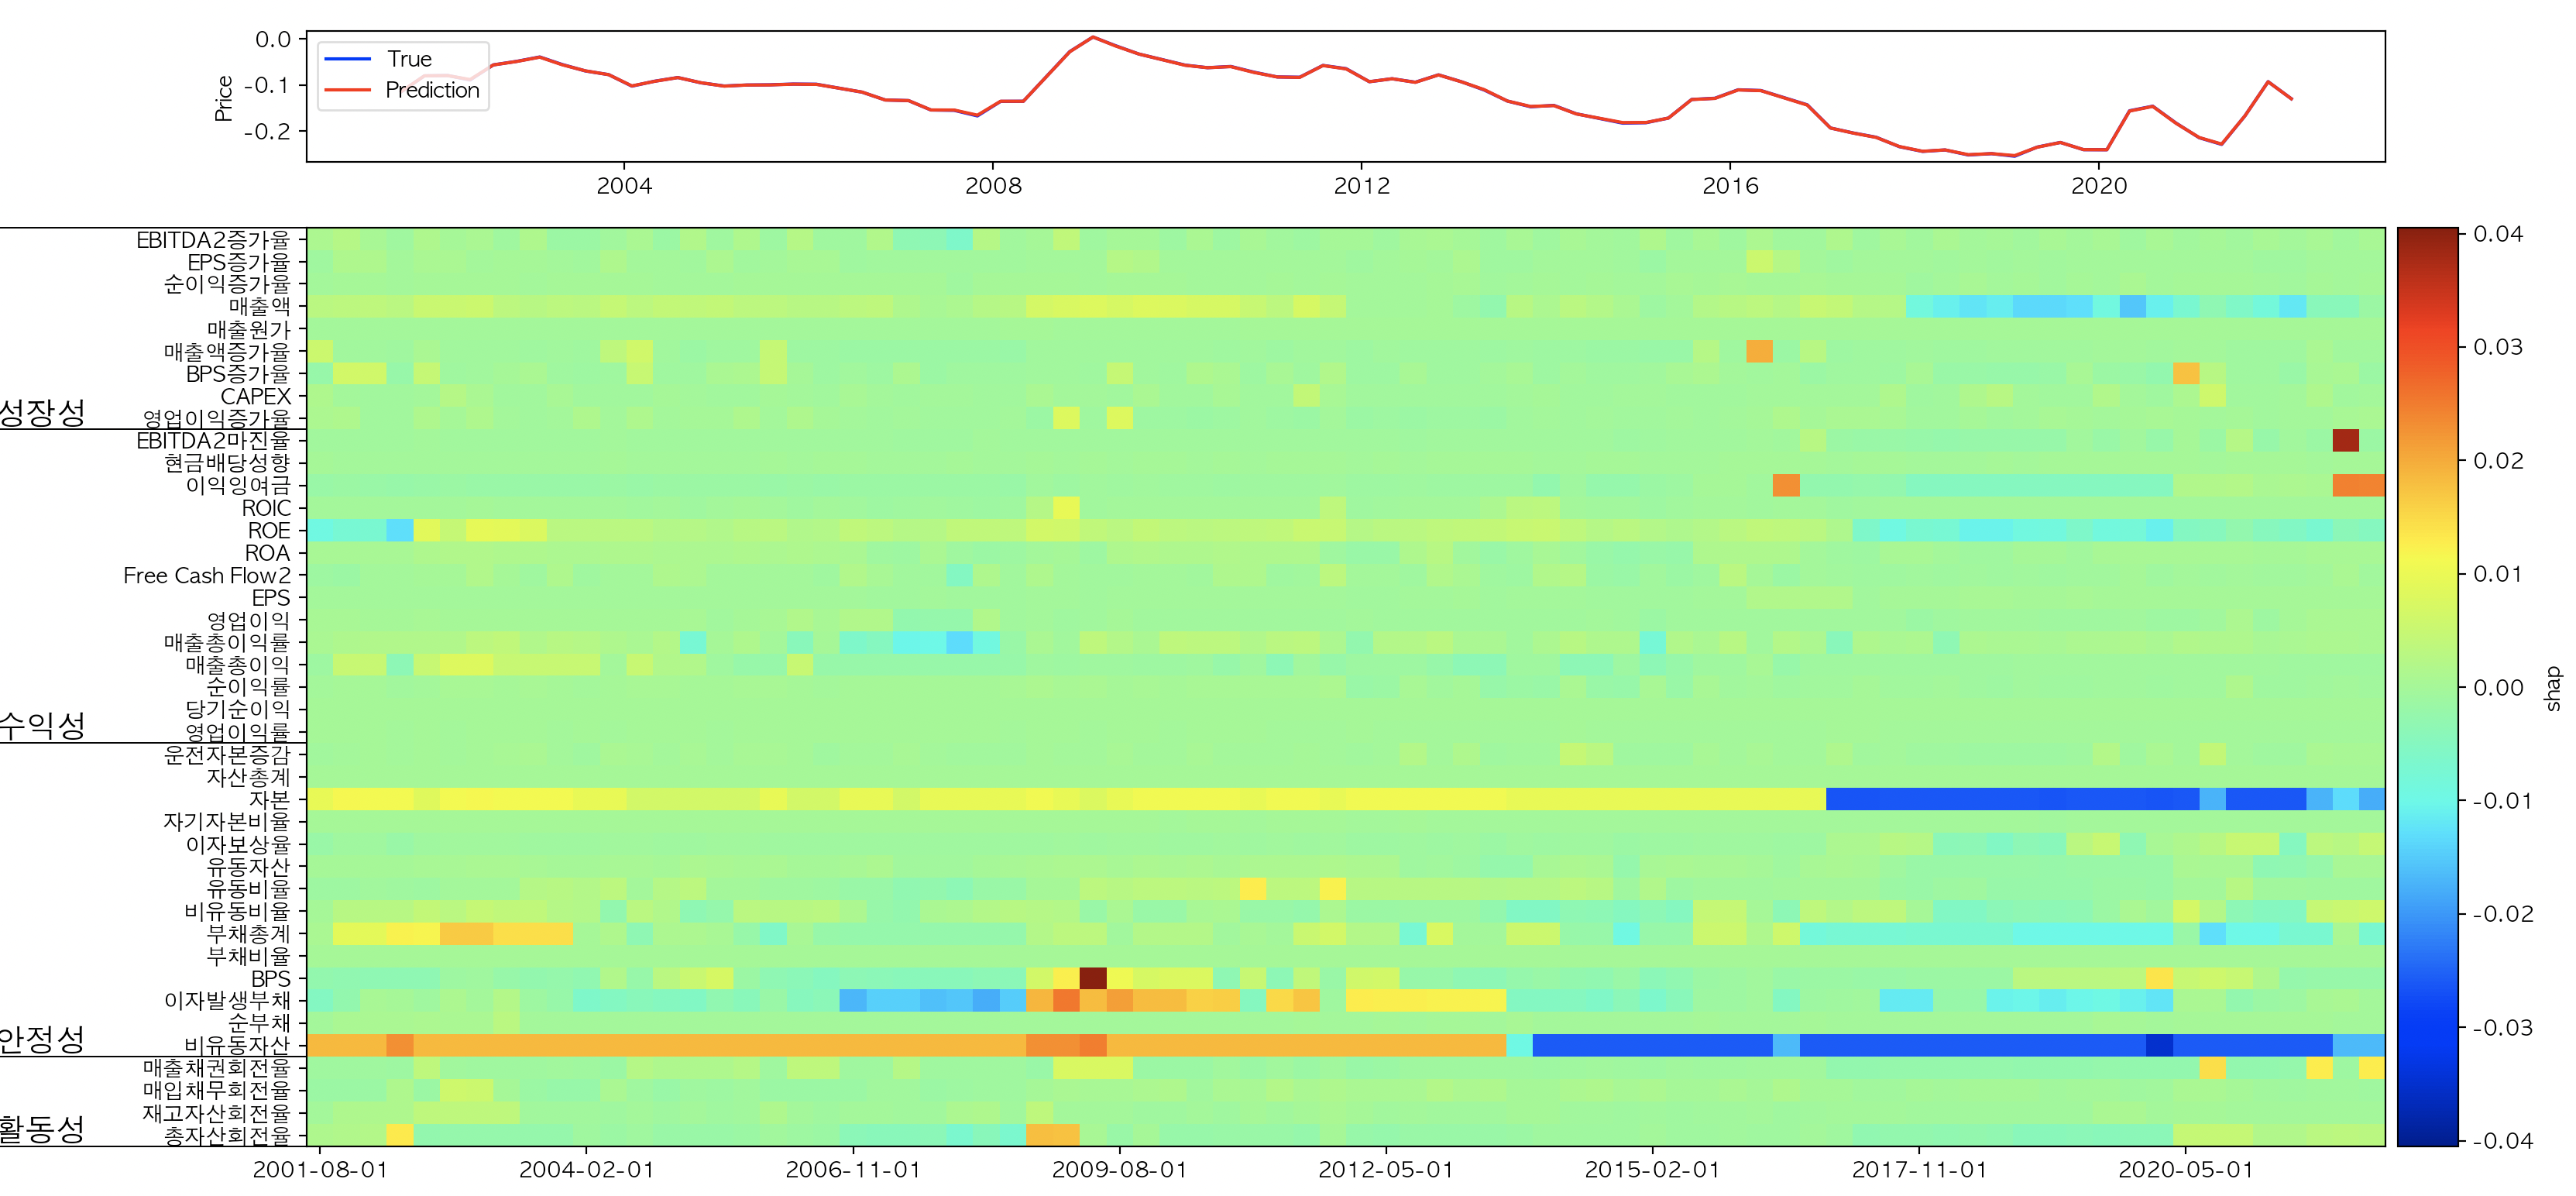 0.0
-0.1
-0.2
Price
True
Prediction
2004
2008
2012
2016
2020
EBITDA2증가율
EPS증가율
순이익증가율
매출액
매출원가
매출액증가율
BPS증가율
CAPEX
영업이익증가율
성장성
EBITDA2마진율
현금배당성향
이익잉여금
ROIC
ROE
ROA
Free Cash Flow2
EPS
영업이익
매출총이익률
매출총이익
순이익률
당기순이익
영업이익률
수익성
운전자본증감
자산총계
자본
자기자본비율
이자보상율
유동자산
유동비율
비유동비율
부채총계
부채비율
BPS
이자발생부채
순부채
비유동자산
안정성
매출채권회전율
매입채무회전율
재고자산회전율
총자산회전율
활동성
2001-08-01
2004-02-01
2006-11-01
2009-08-01
2012-05-01
2015-02-01
2017-11-01
2020-05-01
0.04
0.03
0.02
0.01
0.00
-0.01
-0.02
-0.03
-0.04
shap